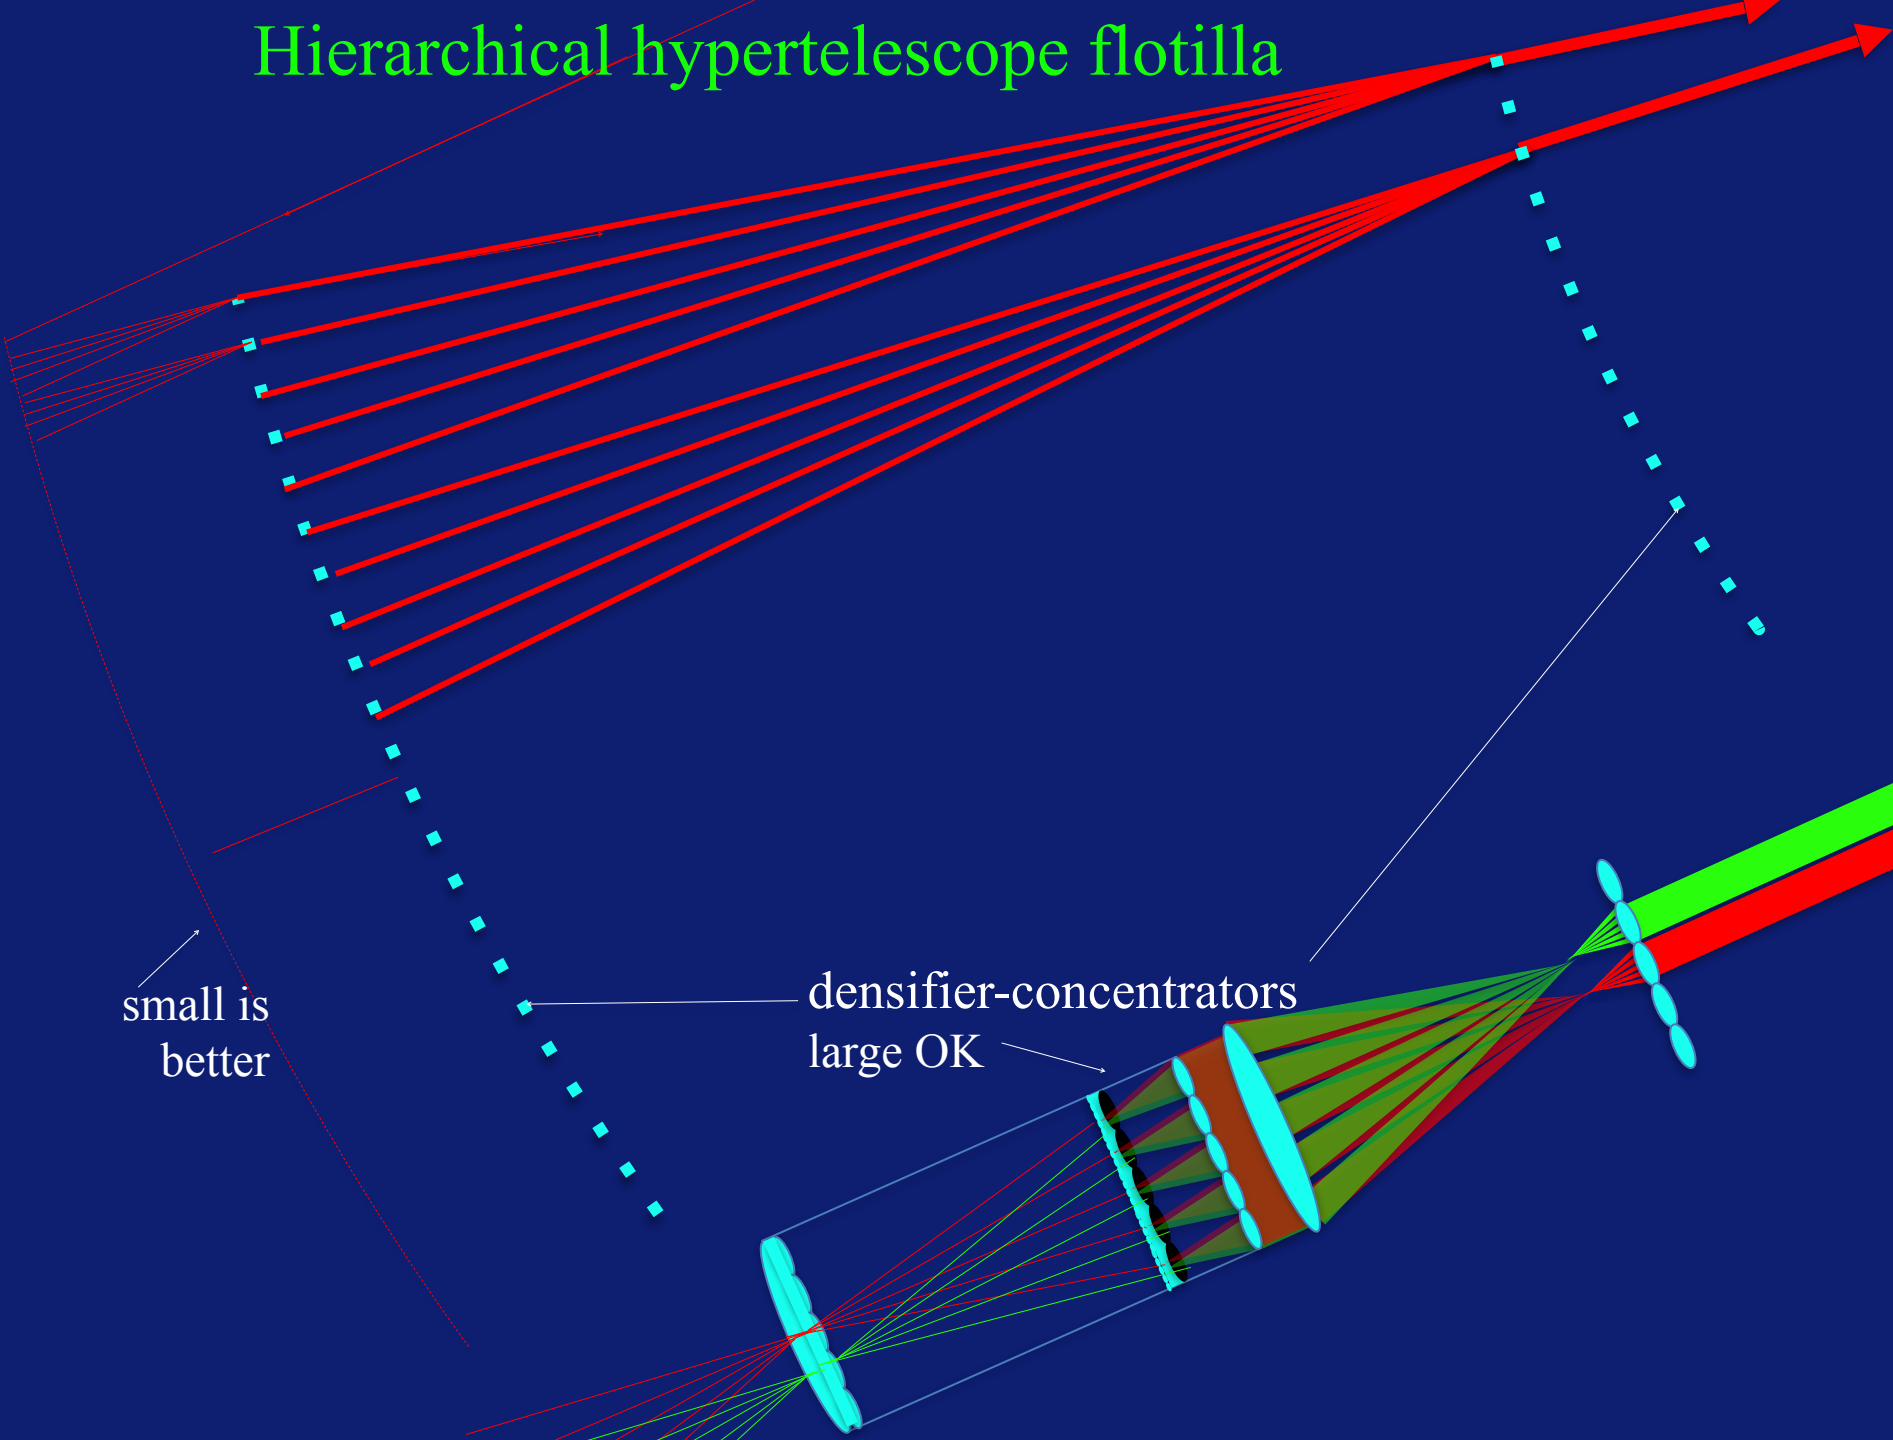 Hierarchical hypertelescope flotilla
small is
better
densifier-concentrators
large OK